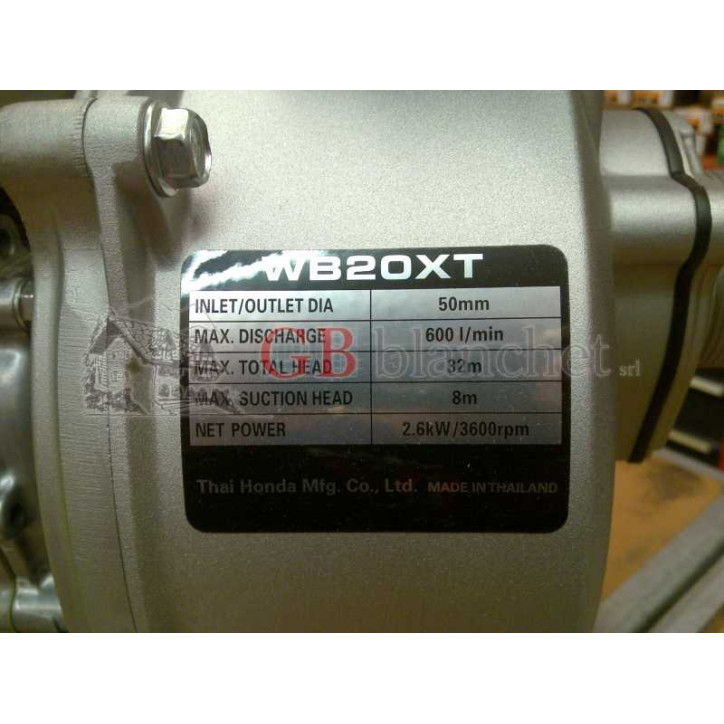 WB20XT
INLET/OUTLET DIA 50mm
MAX. DISCHARGE 600 l/min
MAX. TOTAL HEAD 32m
MAX. SUCTION HEAD 8m
NET POWER 2.6kW/3600rpm
Thai Honda Mfg. Co., Ltd. MADE IN THAILAND
GB blanchet srl